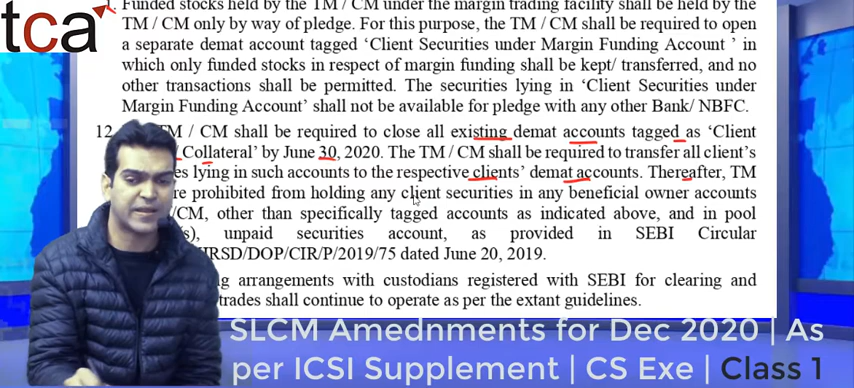 tca
1. Funded stocks held by the TM / CM under the margin trading facility shall be held by the
TM / CM only by way of pledge. For this purpose, the TM / CM shall be required to open
a separate demat account tagged ‘Client Securities under Margin Funding Account ’ in
which only funded stocks in respect of margin funding shall be kept/ transferred, and no
other transactions shall be permitted. The securities lying in ‘Client Securities under
Margin Funding Account’ shall not be available for pledge with any other Bank/ NBFC.
12. TM / CM shall be required to close all existing demat accounts tagged as ‘Client
Collateral’ by June 30, 2020. The TM / CM shall be required to transfer all client’s
lying in such accounts to the respective clients’ demat accounts. Thereafter, TM
prohibited from holding any client securities in any beneficial owner accounts
/CM, other than specifically tagged accounts as indicated above, and in pool
unpaid securities account, as provided in SEBI Circular
IRSD/DOP/CIR/P/2019/75 dated June 20, 2019.
arrangements with custodians registered with SEBI for clearing and
trades shall continue to operate as per the extant guidelines.
SLCM Amednments for Dec 2020 | As
per ICSI Supplement | CS Exe | Class 1